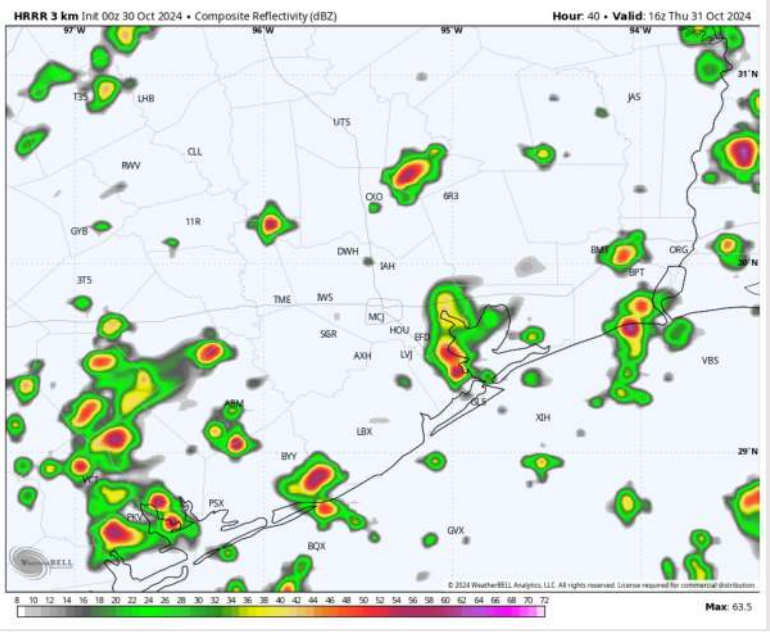 HRRR 3 km Init 00z 30 Oct 2024 • Composite Reflectivity (dBZ)
Hour: 40 • Valid: 16z Thu 31 Oct 2024
97°W 96°W 95°W 94°W
31°N
T35 LHB JAS
UTS
CLL
RWV
CXO 6R3
11R
GYB
DWH BMT ORG
IAH BPT 30°N
3T5
TME IWS
MCJ
SGR HOU EFD
AXH LVJ VBS
ARM GLS
LBX XIH
BYY 29°N
VCT
PKV PSX
BQX GVX
WEATHERBELL
© 2024 WeatherBELL Analytics, LLC. All rights reserved. License required for commercial distribution.
8 10 12 14 16 18 20 22 24 26 28 30 32 34 36 38 40 42 44 46 48 50 52 54 56 58 60 62 64 66 68 70 72
Max: 63.5